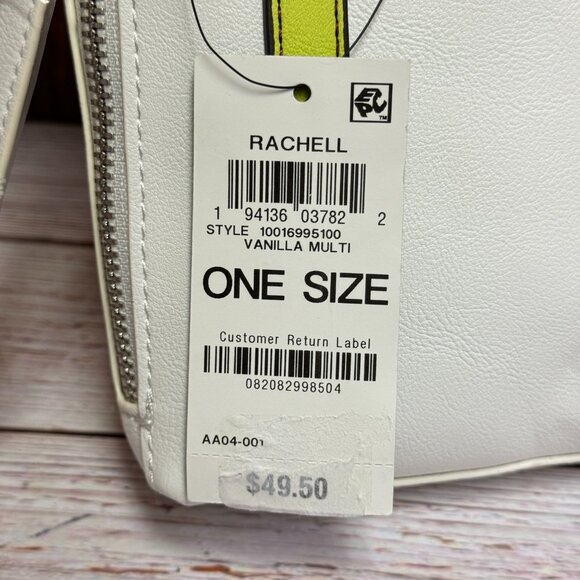 EPC™
RACHELL
1 94136 03782 2
STYLE 10016995100
VANILLA MULTI
ONE SIZE
Customer Return Label
082082998504
AA04-001
$49.50